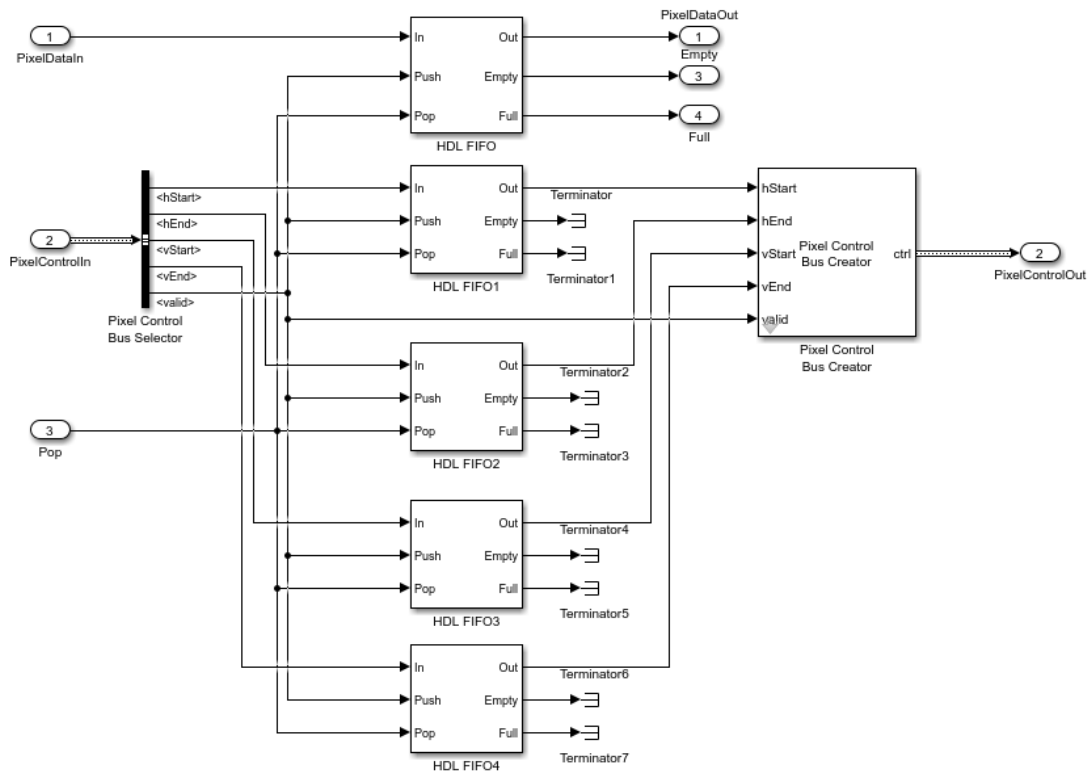 PixelDataOut
1
PixelDataIn
In
Push
Pop
Out
Empty
Full
HDL FIFO
1
Empty
3
4
Full
<hStart>
<hEnd>
<vStart>
<vEnd>
<valid>
2
PixelControlIn
Pixel Control
Bus Selector
In
Push
Pop
Out
Empty
Full
HDL FIFO1
Terminator
Terminator1
hStart
hEnd
vStart
vEnd
valid
Pixel Control
Bus Creator
ctrl
Pixel Control
Bus Creator
2
PixelControlOut
3
Pop
In
Push
Pop
Out
Empty
Full
HDL FIFO2
Terminator2
Terminator3
In
Push
Pop
Out
Empty
Full
HDL FIFO3
Terminator4
Terminator5
In
Push
Pop
Out
Empty
Full
HDL FIFO4
Terminator6
Terminator7